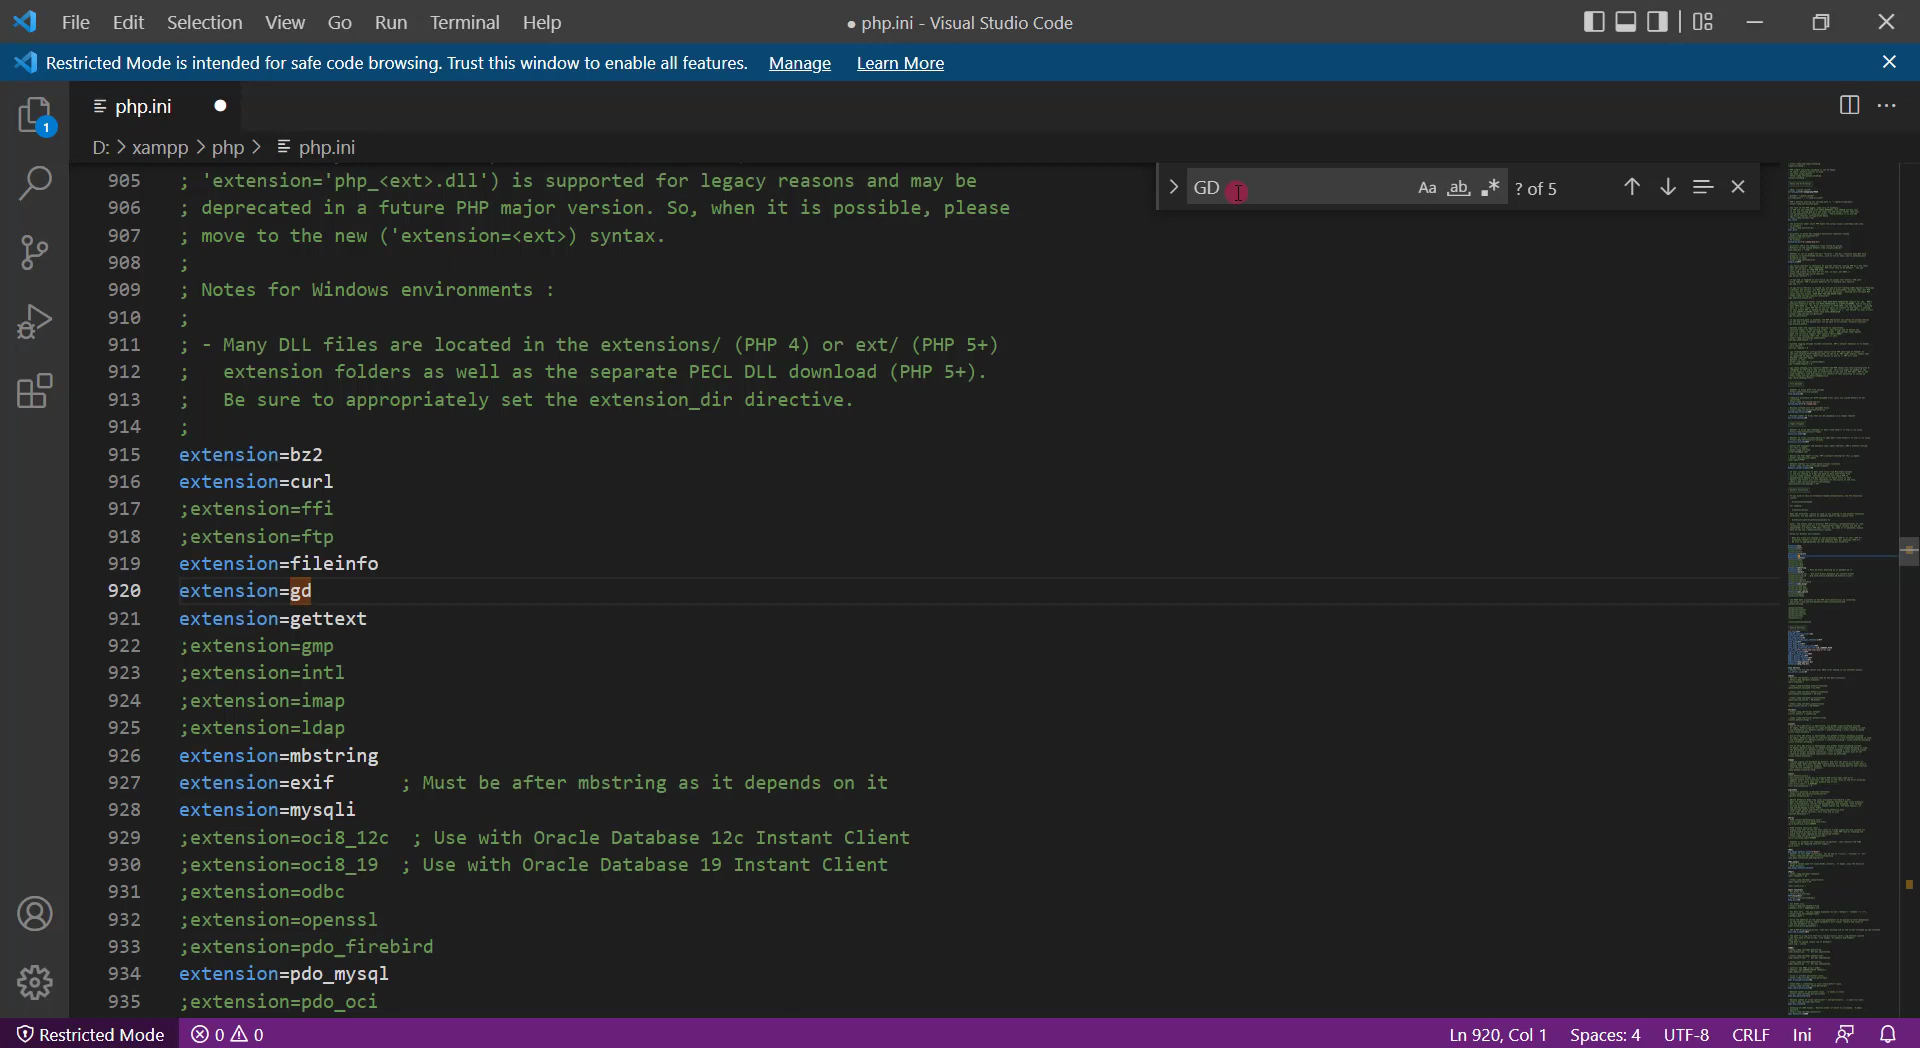 File Edit Selection View Go Run Terminal Help
● php.ini - Visual Studio Code
Restricted Mode is intended for safe code browsing. Trust this window to enable all features. Manage Learn More
php.ini
D: > xampp > php > php.ini
GD Aa ab ? of 5
1
905 ; 'extension='php_<ext>.dll') is supported for legacy reasons and may be
906 ; deprecated in a future PHP major version. So, when it is possible, please
907 ; move to the new ('extension=<ext>) syntax.
908 ;
909 ; Notes for Windows environments :
910 ;
911 ; - Many DLL files are located in the extensions/ (PHP 4) or ext/ (PHP 5+)
912 ;   extension folders as well as the separate PECL DLL download (PHP 5+).
913 ;   Be sure to appropriately set the extension_dir directive.
914 ;
915 extension=bz2
916 extension=curl
917 ;extension=ffi
918 ;extension=ftp
919 extension=fileinfo
920 extension=gd
921 extension=gettext
922 ;extension=gmp
923 ;extension=intl
924 ;extension=imap
925 ;extension=ldap
926 extension=mbstring
927 extension=exif      ; Must be after mbstring as it depends on it
928 extension=mysqli
929 ;extension=oci8_12c  ; Use with Oracle Database 12c Instant Client
930 ;extension=oci8_19  ; Use with Oracle Database 19 Instant Client
931 ;extension=odbc
932 ;extension=openssl
933 ;extension=pdo_firebird
934 extension=pdo_mysql
935 ;extension=pdo_oci
Restricted Mode 0 0 Ln 920, Col 1 Spaces: 4 UTF-8 CRLF Ini